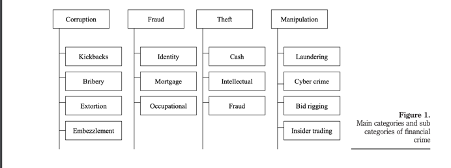 Corruption
Fraud
Theft
Manipulation
Kickbacks
Identity
Cash
Laundering
Bribery
Mortgage
Intellectual
Cyber crime
Extortion
Occupational
Fraud
Bid rigging
Embezzlement
Insider trading
Figure 1.
Main categories and sub
categories of financial
crime